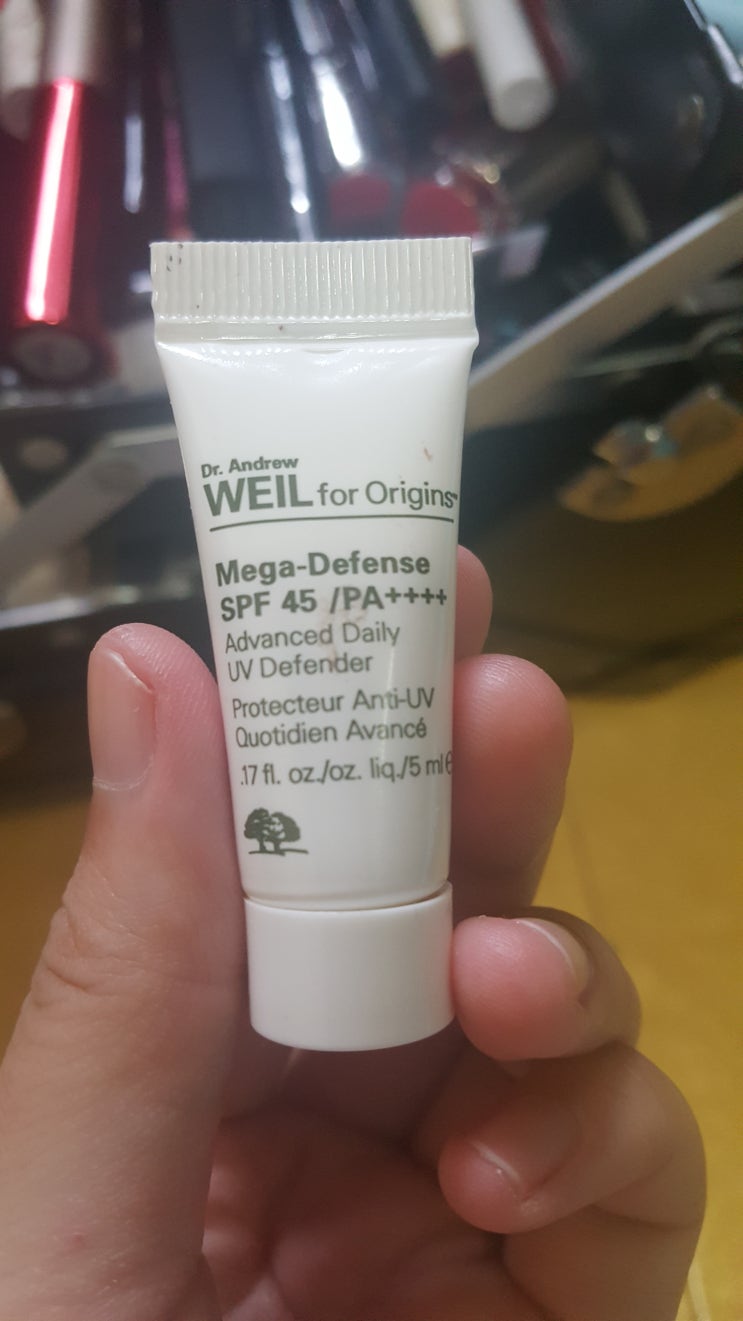 Dr. Andrew
WEIL for Origins™
Mega-Defense
SPF 45 /PA++++
Advanced Daily
UV Defender
Protecteur Anti-UV
Quotidien Avancé
.17 fl. oz./oz. liq./5 ml e